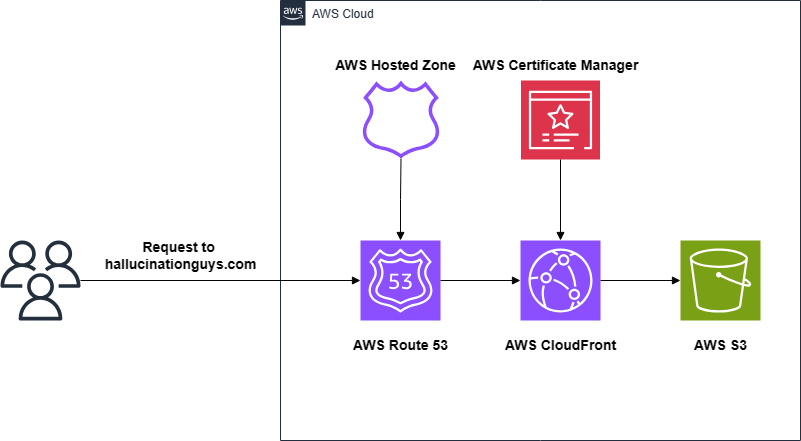 aws
AWS Cloud
AWS Hosted Zone
AWS Certificate Manager
Request to
hallucinationguys.com
53
AWS Route 53
AWS CloudFront
AWS S3